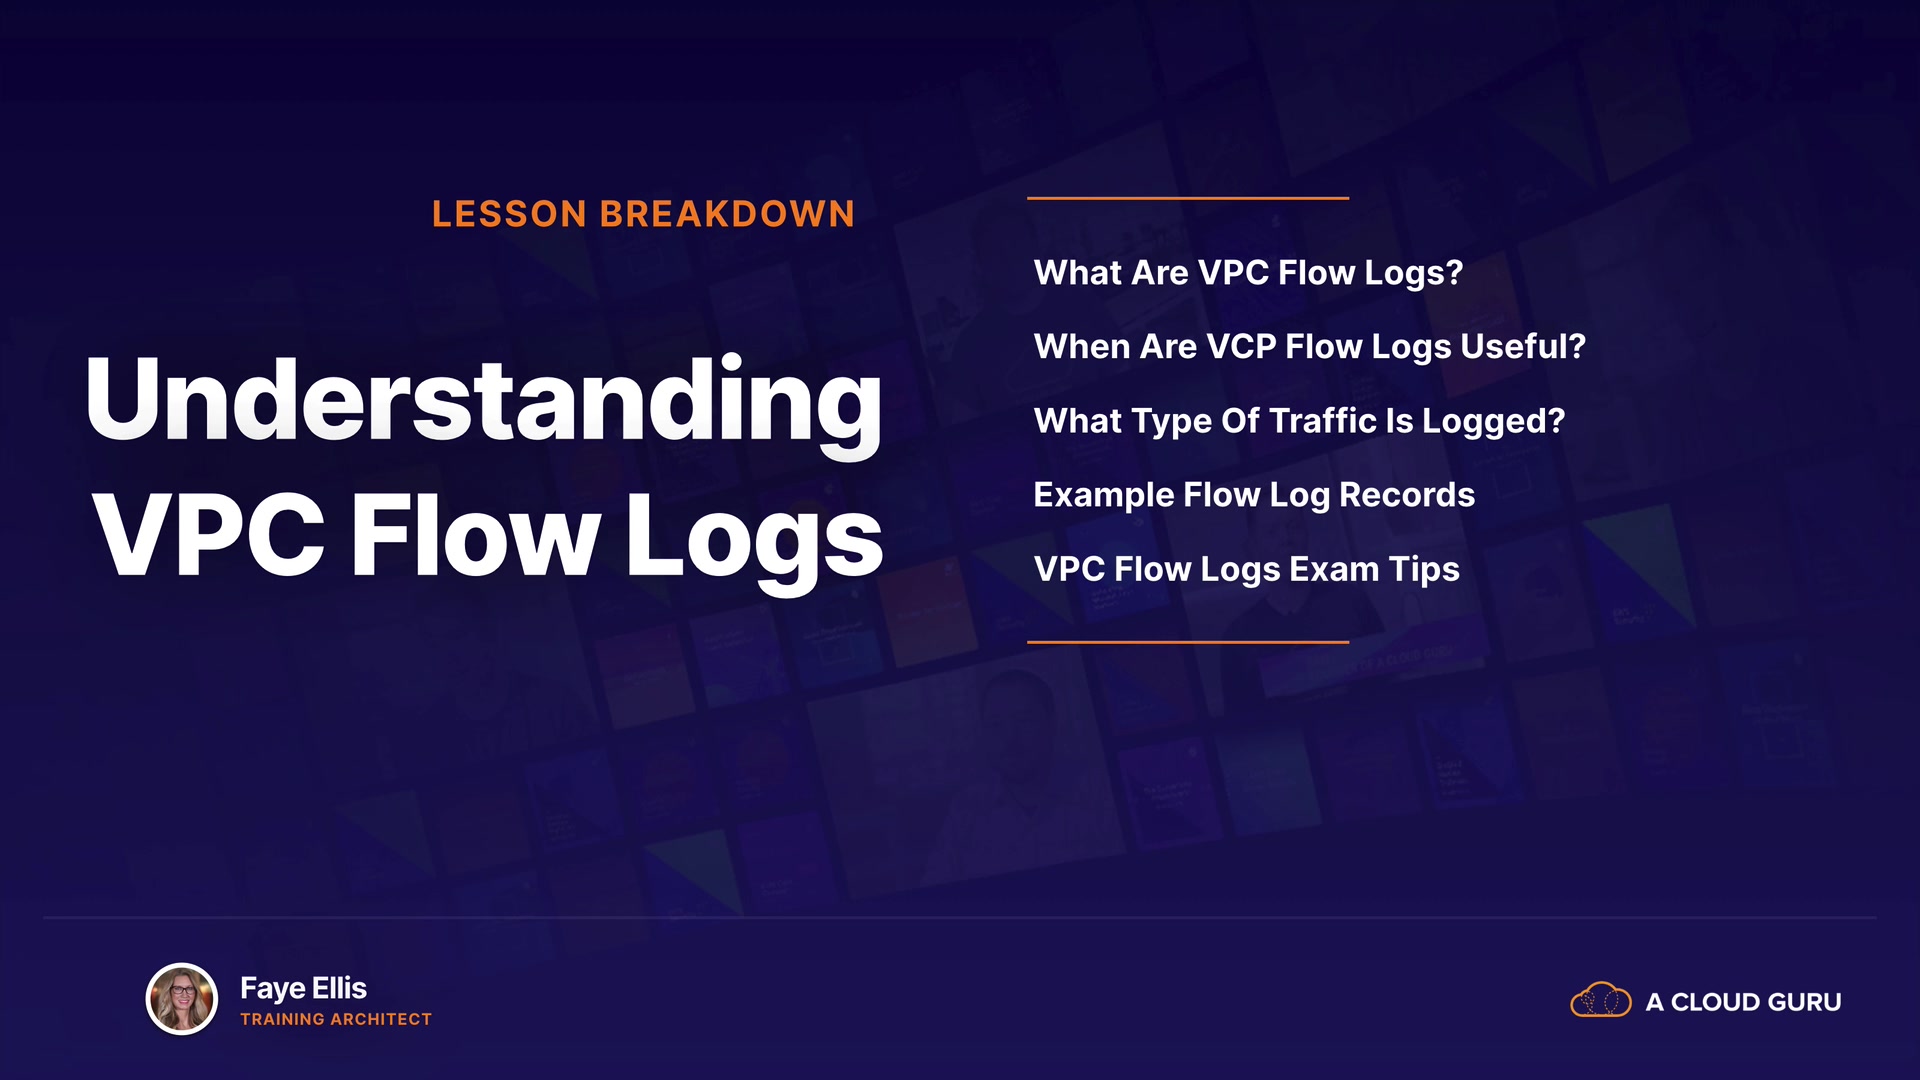 LESSON BREAKDOWN
Understanding
VPC Flow Logs
What Are VPC Flow Logs?
When Are VCP Flow Logs Useful?
What Type Of Traffic Is Logged?
Example Flow Log Records
VPC Flow Logs Exam Tips
Faye Ellis
TRAINING ARCHITECT
A CLOUD GURU